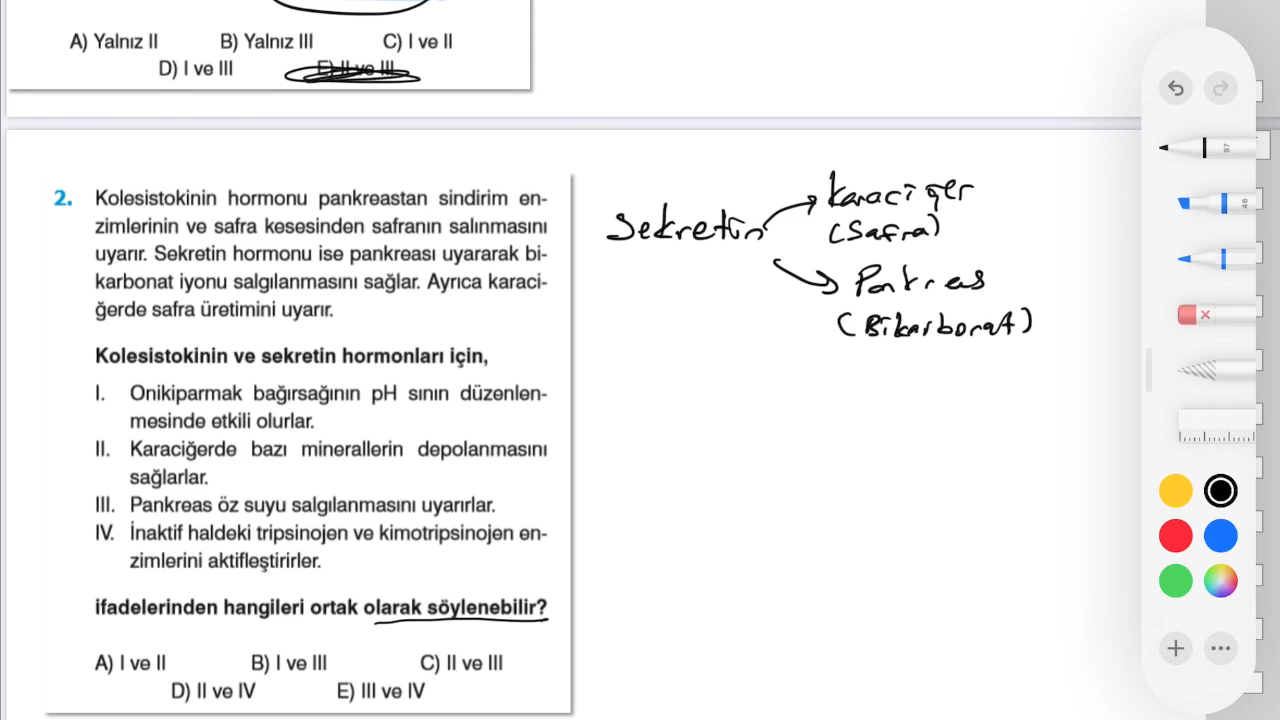 A) Yalnız II B) Yalnız III C) I ve II
D) I ve III E) II ve III
2. Kolesistokinin hormonu pankreastan sindirim en-
zimlerinin ve safra kesesinden safranın salınmasını
uyarır. Sekretin hormonu ise pankreası uyararak bi-
karbonat iyonu salgılanmasını sağlar. Ayrıca karaci-
ğerde safra üretimini uyarır.
Kolesistokinin ve sekretin hormonları için,
I. Onikiparmak bağırsağının pH sının düzenlen-
mesinde etkili olurlar.
II. Karaciğerde bazı minerallerin depolanmasını
sağlarlar.
III. Pankreas öz suyu salgılanmasını uyarırlar.
IV. İnaktif haldeki tripsinojen ve kimotripsinojen en-
zimlerini aktifleştirirler.
ifadelerinden hangileri ortak olarak söylenebilir?
A) I ve II B) I ve III C) II ve III
D) II ve IV E) III ve IV
Sekretin
Karaciğer
(Safra)
Pankreas
(Bikarbonat)
97
46